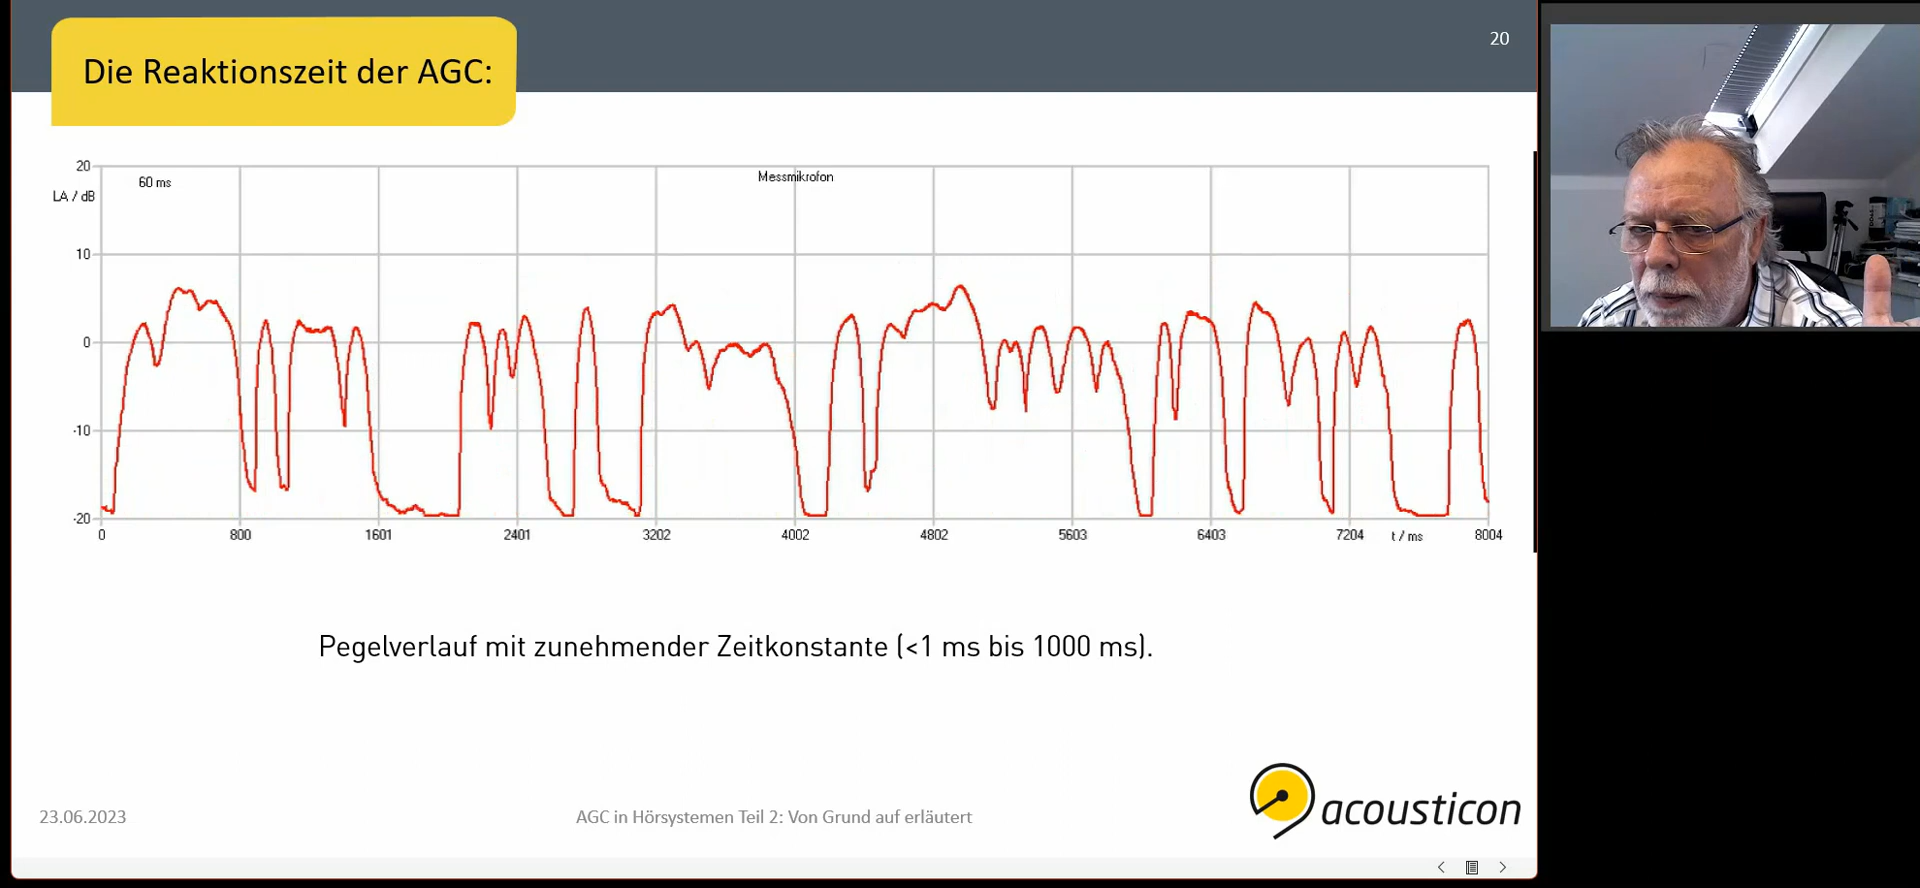 20
Die Reaktionszeit der AGC:
20
LA / dB
60 ms
Messmikrofon
10
0
-10
-20
0 800 1601 2401 3202 4002 4802 5603 6403 7204 t / ms 8004
Pegelverlauf mit zunehmender Zeitkonstante (<1 ms bis 1000 ms).
23.06.2023
AGC in Hörsystemen Teil 2: Von Grund auf erläutert
acousticon